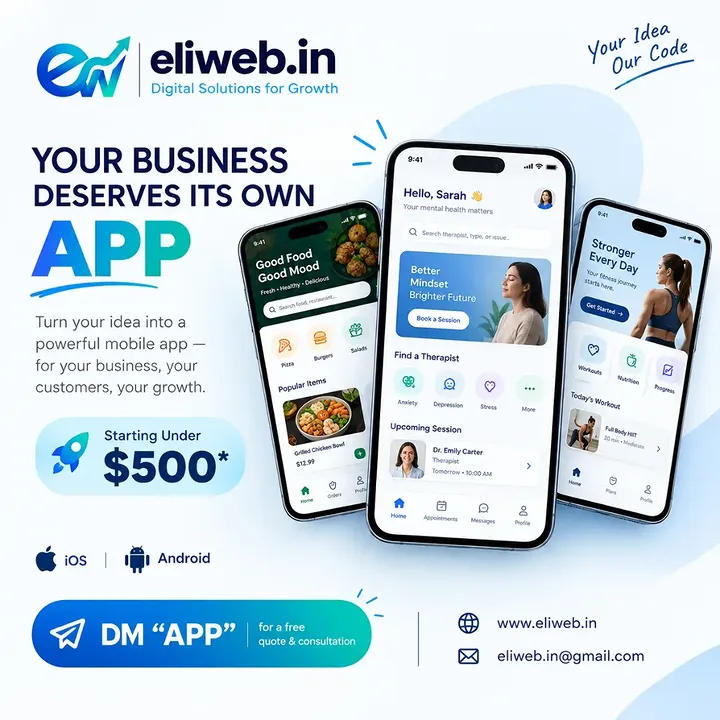 eW
eliweb.in
Digital Solutions for Growth
Your Idea
Our Code
YOUR BUSINESS
DESERVES ITS OWN
APP
Turn your idea into a
powerful mobile app —
for your business, your
customers, your growth.
Starting Under
$500*
iOS
Android
DM “APP”
for a free
quote & consultation
www.eliweb.in
eliweb.in@gmail.com
9:41
Good Food
Good Mood
Fresh • Healthy • Delicious
Search food, restaurant...
Pizza
Burgers
Salads
Popular Items
Grilled Chicken Bowl
$12.99
Home
Orders
Profile
9:41
Hello, Sarah 👋
Your mental health matters
Search therapist, type, or issue..
Better
Mindset
Brighter Future
Book a Session
Find a Therapist
Anxiety
Depression
Stress
More
Upcoming Session
Dr. Emily Carter
Therapist
Tomorrow • 10:00 AM
Home
Appointments
Messages
Profile
9:41
Stronger
Every Day
Your fitness journey
starts here.
Get Started →
Workouts
Nutrition
Progress
Today's Workout
Full Body HIIT
20 min • Moderate
Home
Plans
Profile